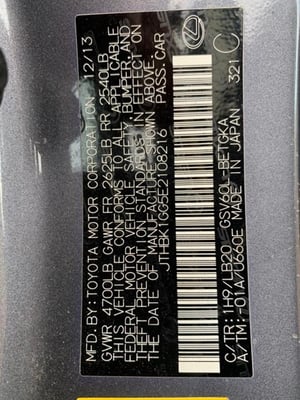 MFD.BY:TOYOTA MOTOR CORPORATION 12/13
GVWR 4700LB GAWR FR 2625LB RR 2540LB
THIS VEHICLE CONFORMS TO ALL APPLICABLE
FEDERAL MOTOR VEHICLE SAFETY, BUMPER, AND
THEFT PREVENTION STANDARDS IN EFFECT ON
THE DATE OF MANUFACTURE SHOWN ABOVE.
JTHBK1GG5E2108216 PASS.CAR
C/TR:1H9/LB20 GSV60L-BETGKA 321 C
A/TM:-01A/U660E MADE IN JAPAN